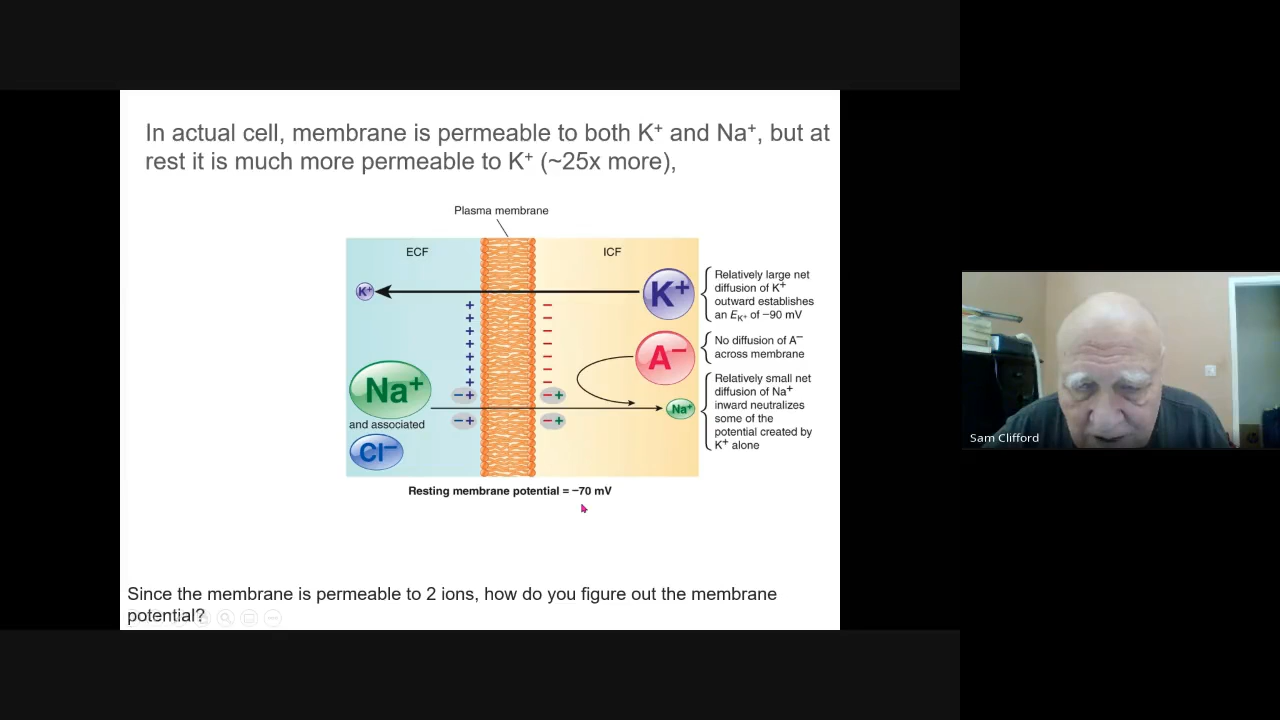 In actual cell, membrane is permeable to both K⁺ and Na⁺, but at
rest it is much more permeable to K⁺ (~25x more),
Plasma membrane
ECF
ICF
K⁺
K⁺
Relatively large net
diffusion of K⁺
outward establishes
an E_K⁺ of −90 mV
A⁻
No diffusion of A⁻
across membrane
Na⁺
and associated
Cl⁻
Na⁺
Relatively small net
diffusion of Na⁺
inward neutralizes
some of the
potential created by
K⁺ alone
Resting membrane potential = −70 mV
Since the membrane is permeable to 2 ions, how do you figure out the membrane
potential?
Sam Clifford